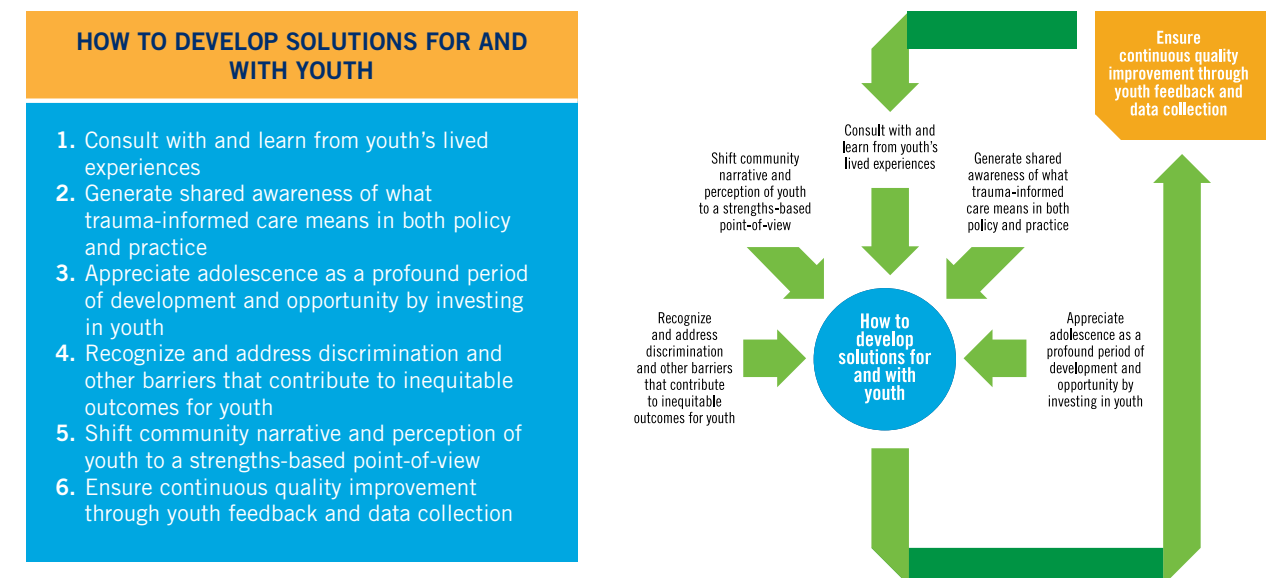 HOW TO DEVELOP SOLUTIONS FOR AND
WITH YOUTH
1. Consult with and learn from youth’s lived
experiences
2. Generate shared awareness of what
trauma-informed care means in both policy
and practice
3. Appreciate adolescence as a profound period
of development and opportunity by investing
in youth
4. Recognize and address discrimination and
other barriers that contribute to inequitable
outcomes for youth
5. Shift community narrative and perception of
youth to a strengths-based point-of-view
6. Ensure continuous quality improvement
through youth feedback and data collection
Ensure
continuous quality
improvement through
youth feedback and
data collection
Consult with and
learn from youth’s
lived experiences
Shift community
narrative and
perception of youth
to a strengths-based
point-of-view
Generate shared
awareness of what
trauma-informed
care means in both
policy and practice
Recognize
and address
discrimination
and other barriers
that contribute
to inequitable
outcomes for youth
How to
develop
solutions for
and with
youth
Appreciate
adolescence as a
profound period of
development and
opportunity by
investing in youth